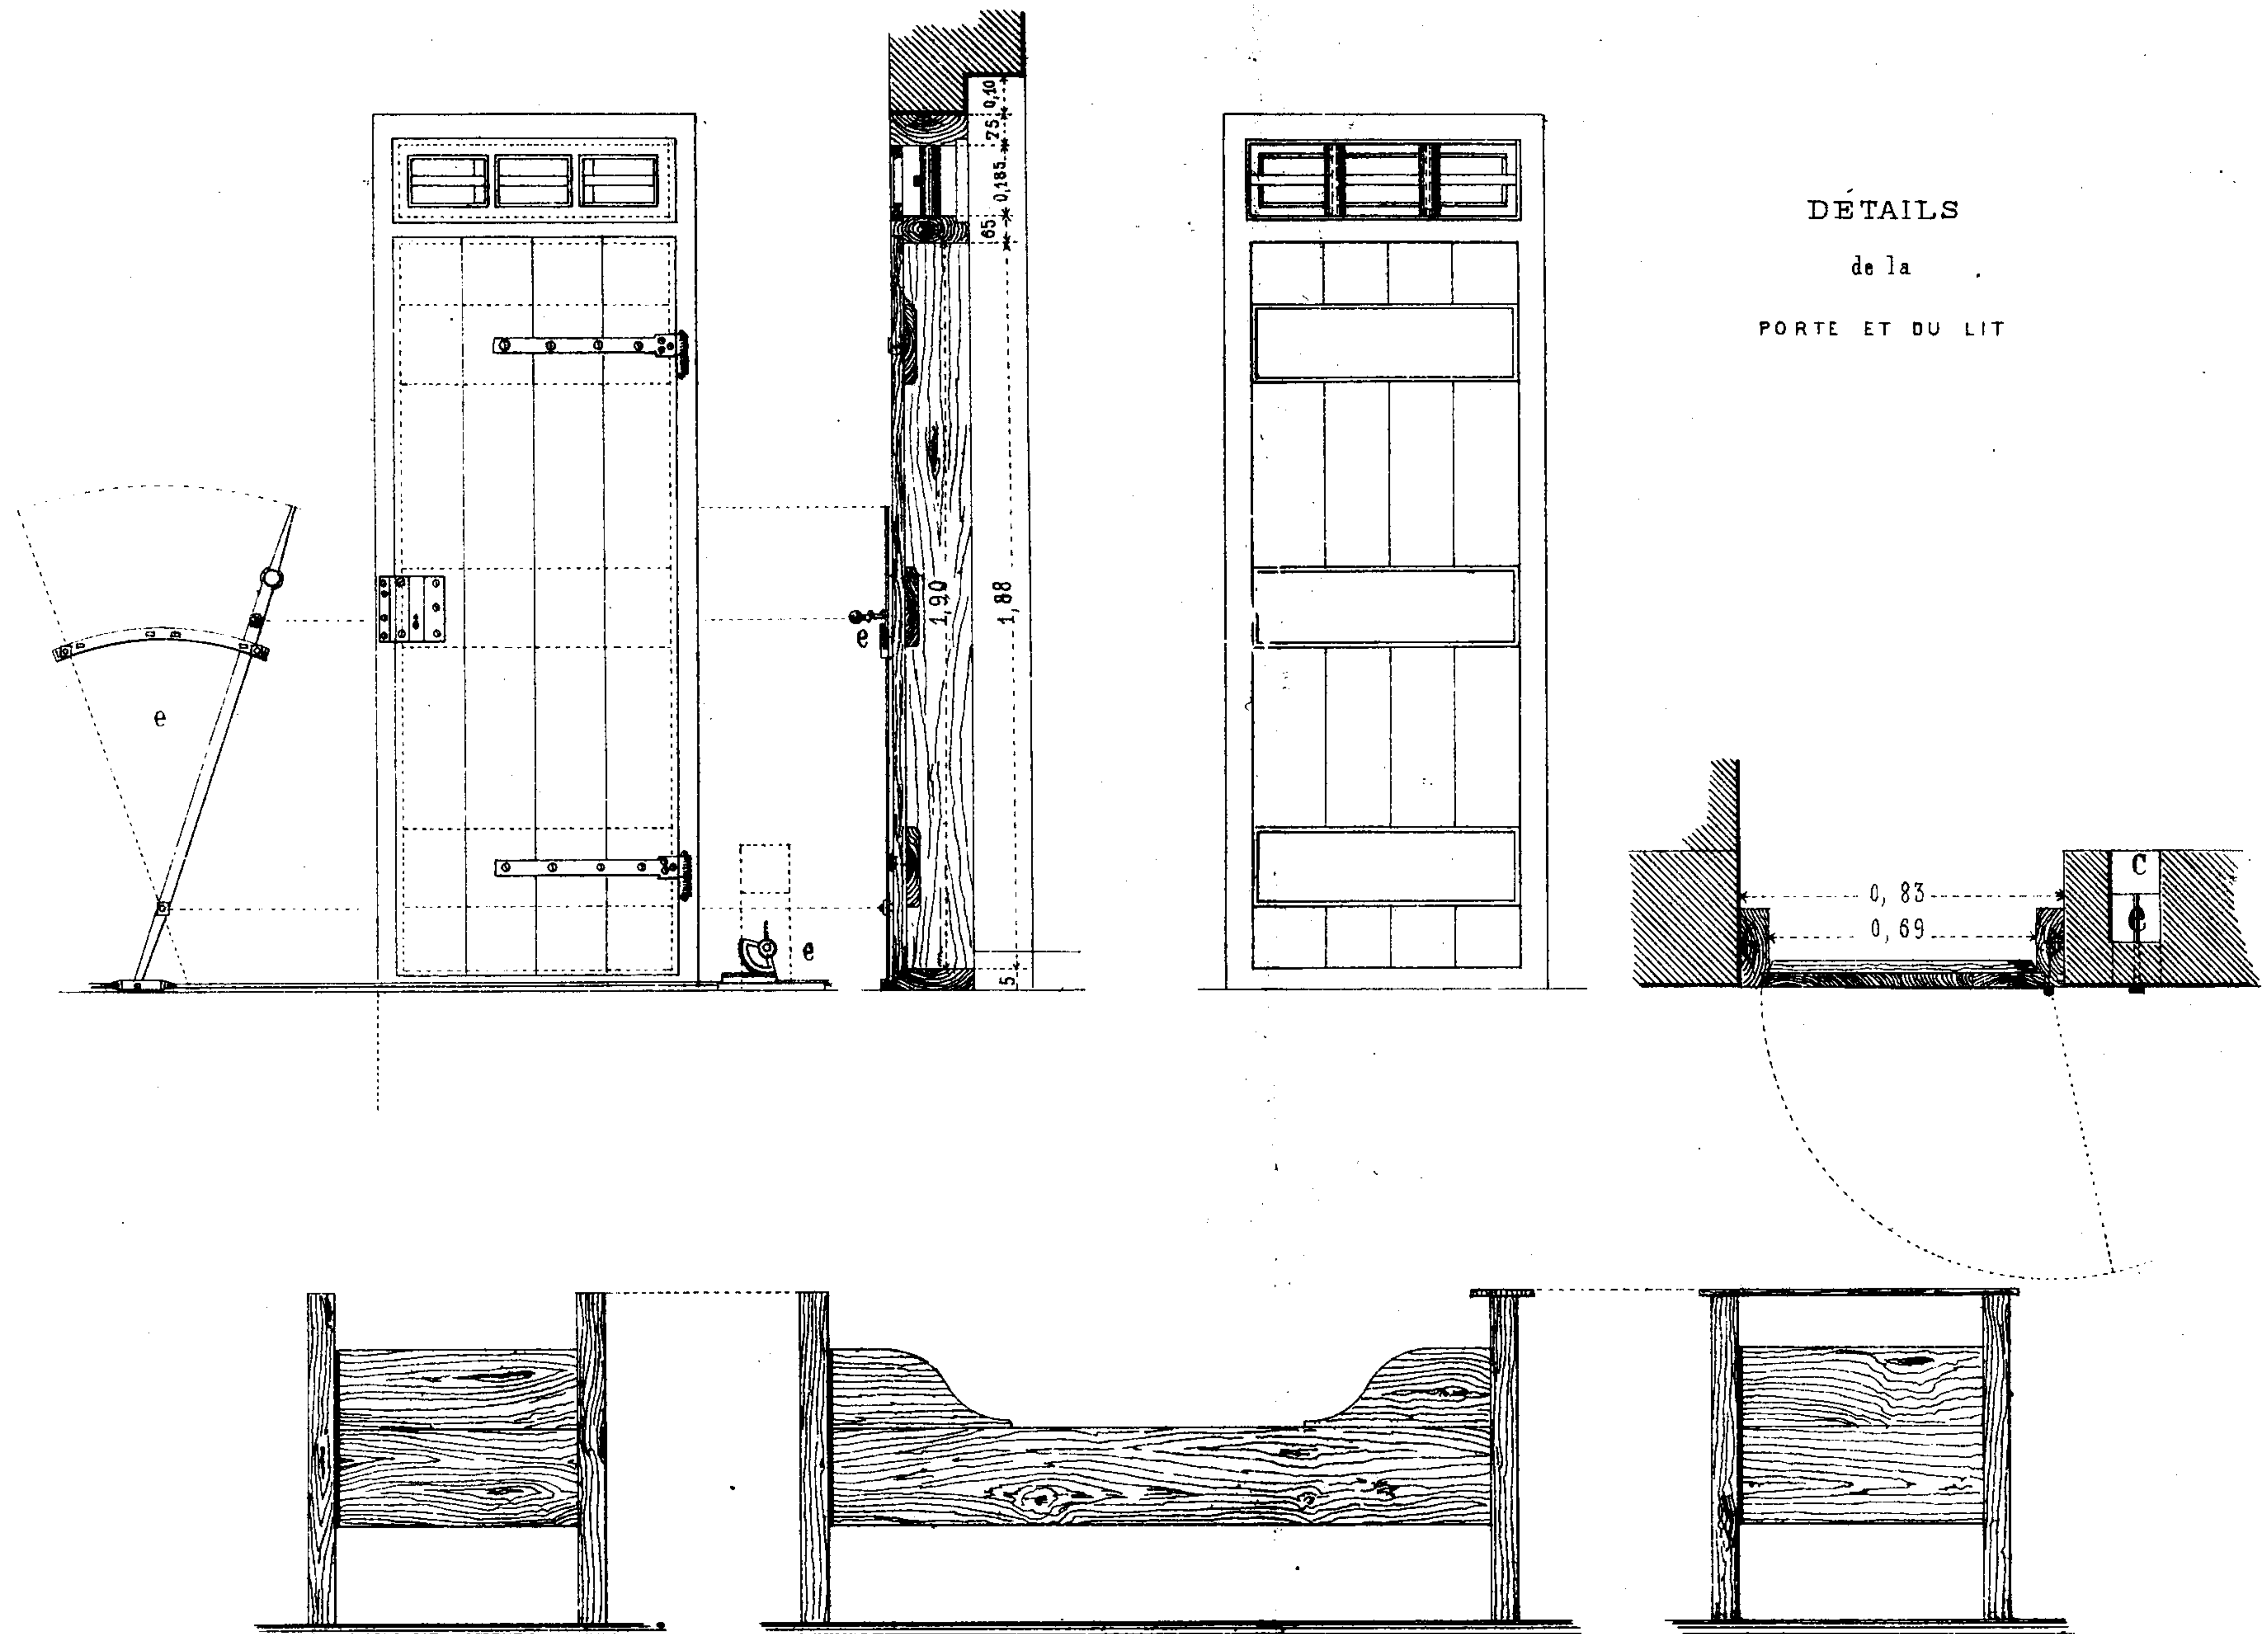 DÉTAILS
de la
PORTE ET DU LIT
0,10
75
0,185
65
1,90
1,88
5
e
e
e
0,83
0,69
c
e